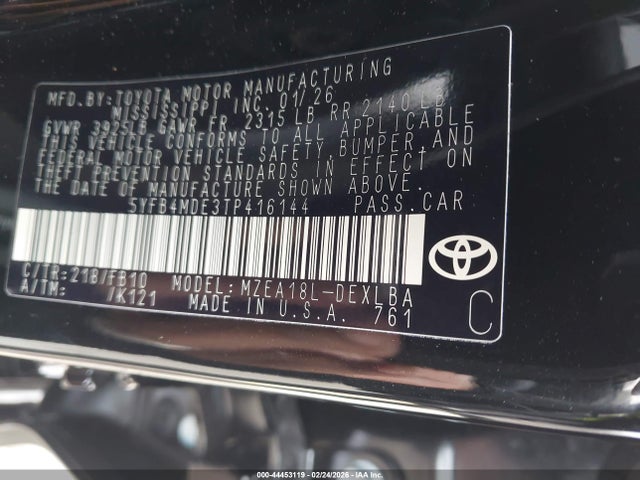 MFD.BY:TOYOTA MOTOR MANUFACTURING
MISSISSIPPI INC. 01/26
GVWR 3925LB GAWR FR 2315 LB RR 2140 LB
THIS VEHICLE CONFORMS TO ALL APPLICABLE
FEDERAL MOTOR VEHICLE SAFETY, BUMPER, AND
THEFT PREVENTION STANDARDS IN EFFECT ON
THE DATE OF MANUFACTURE SHOWN ABOVE.
5YFB4MDE3TP416144 PASS.CAR
C/TR:218/FB10 MODEL:MZEA18L-DEXLBA
A/TM: /K121 MADE IN U.S.A. 761
C
000-44453119 - 02/24/2026 - AUCTION VEHICLE